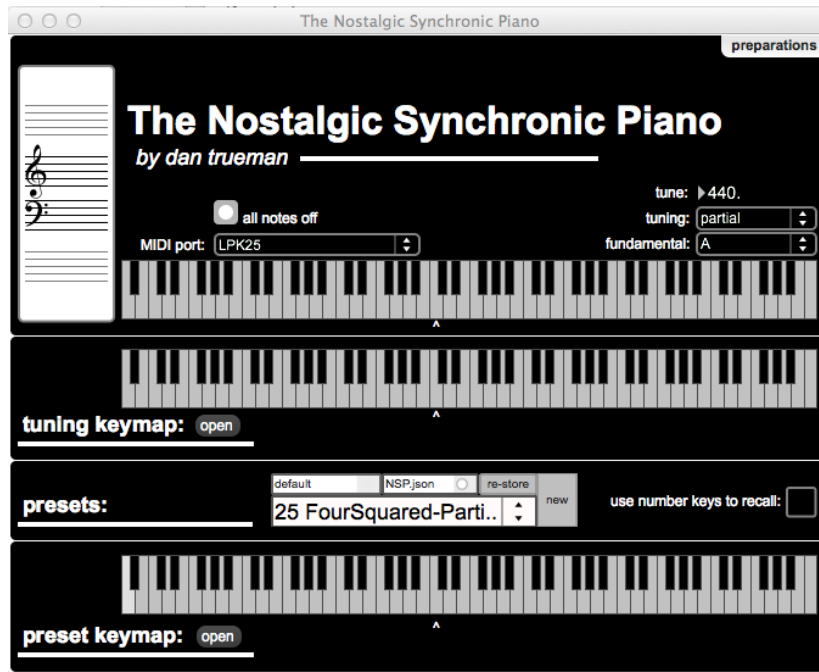 The Nostalgic Synchronic Piano
preparations
The Nostalgic Synchronic Piano
by dan trueman
tune: 440.
all notes off
tuning: partial
MIDI port: LPK25
fundamental: A
^
^
tuning keymap: open
default NSP.json re-store
new
presets:
25 FourSquared-Parti..
use number keys to recall:
^
preset keymap: open